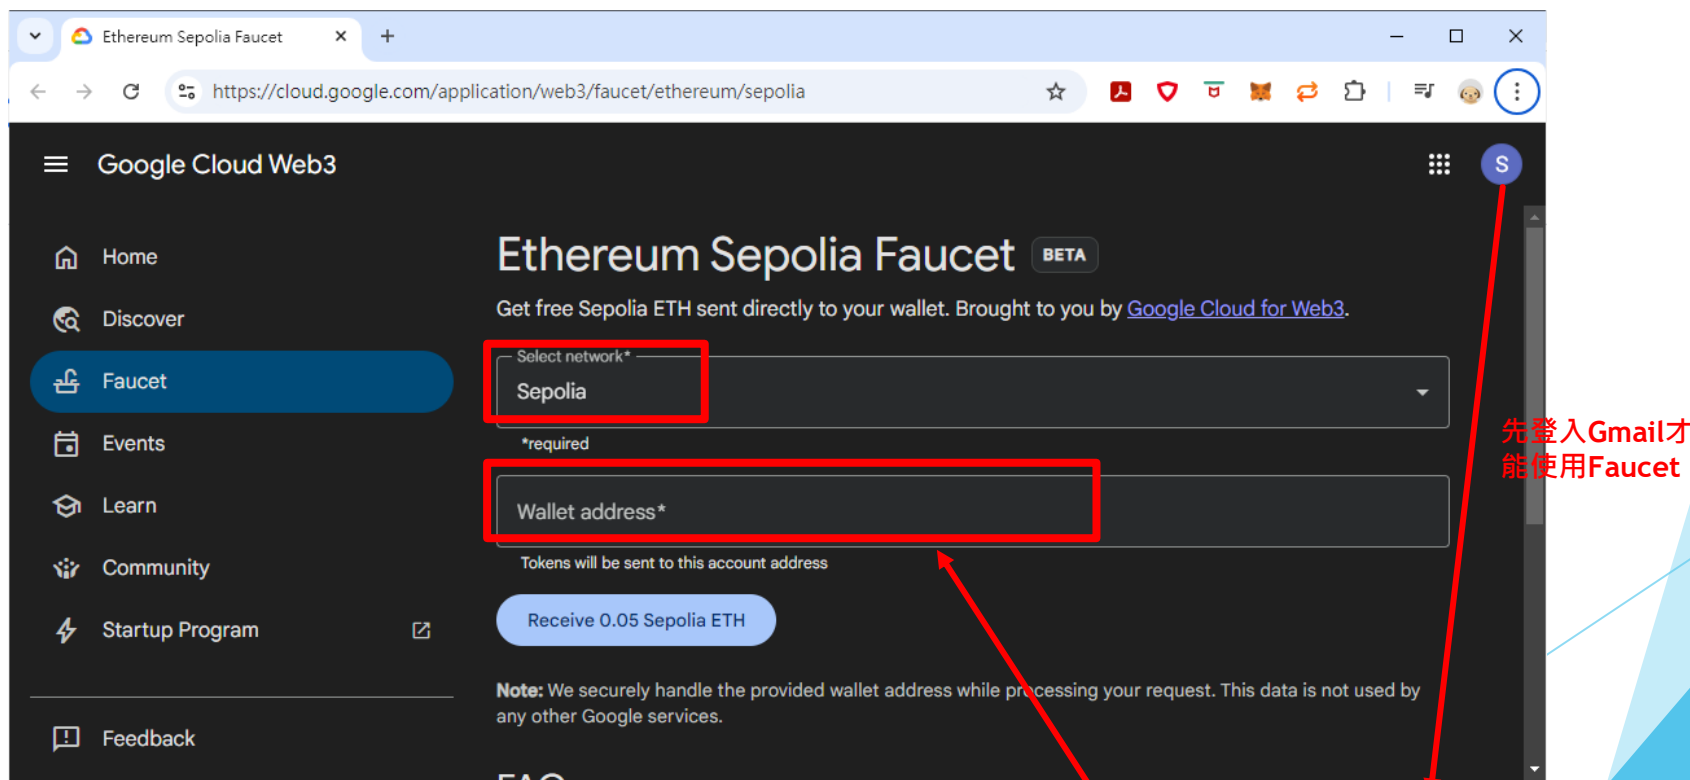 Ethereum Sepolia Faucet
https://cloud.google.com/application/web3/faucet/ethereum/sepolia
Google Cloud Web3
S
Home
Discover
Faucet
Events
Learn
Community
Startup Program
Feedback
Ethereum Sepolia Faucet BETA
Get free Sepolia ETH sent directly to your wallet. Brought to you by Google Cloud for Web3.
Select network*
Sepolia
*required
Wallet address*
Tokens will be sent to this account address
Receive 0.05 Sepolia ETH
Note: We securely handle the provided wallet address while processing your request. This data is not used by
any other Google services.
FAQ
先登入Gmail才
能使用Faucet